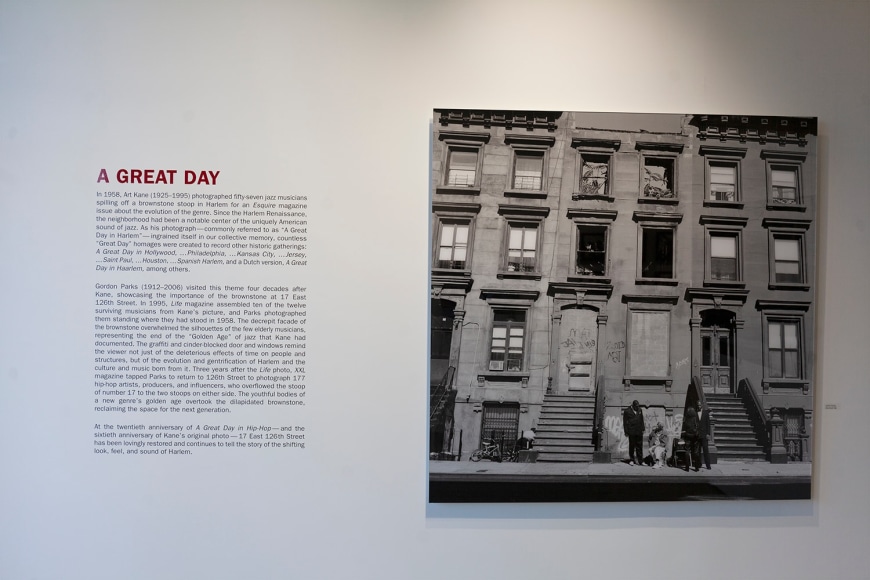 A GREAT DAY
In 1958, Art Kane (1925–1995) photographed fifty-seven jazz musicians
spilling off a brownstone stoop in Harlem for an Esquire magazine
issue about the evolution of the genre. Since the Harlem Renaissance,
the neighborhood had been a notable center of the uniquely American
sound of jazz. As his photograph—commonly referred to as “A Great
Day in Harlem”—ingrained itself in our collective memory, countless
“Great Day” homages were created to record other historic gatherings:
A Great Day in Hollywood, ...Philadelphia, ...Kansas City, ...Jersey,
...Saint Paul, ...Houston, ...Spanish Harlem, and a Dutch version, A Great
Day in Haarlem, among others.
Gordon Parks (1912–2006) visited this theme four decades after
Kane, showcasing the importance of the brownstone at 17 East
126th Street. In 1995, Life magazine assembled ten of the twelve
surviving musicians from Kane's picture, and Parks photographed
them standing where they had stood in 1958. The decrepit facade of
the brownstone overwhelmed the silhouettes of the few elderly musicians,
representing the end of the “Golden Age” of jazz that Kane had
documented. The graffiti and cinder-blocked door and windows remind
the viewer not just of the deleterious effects of time on people and
structures, but of the evolution and gentrification of Harlem and the
culture and music born from it. Three years after the Life photo, XXL
magazine tapped Parks to return to 126th Street to photograph 177
hip-hop artists, producers, and influencers, who overflowed the stoop
of number 17 to the two stoops on either side. The youthful bodies of
a new genre's golden age overtook the dilapidated brownstone,
reclaiming the space for the next generation.
At the twentieth anniversary of A Great Day in Hip-Hop—and the
sixtieth anniversary of Kane's original photo—17 East 126th Street
has been lovingly restored and continues to tell the story of the shifting
look, feel, and sound of Harlem.